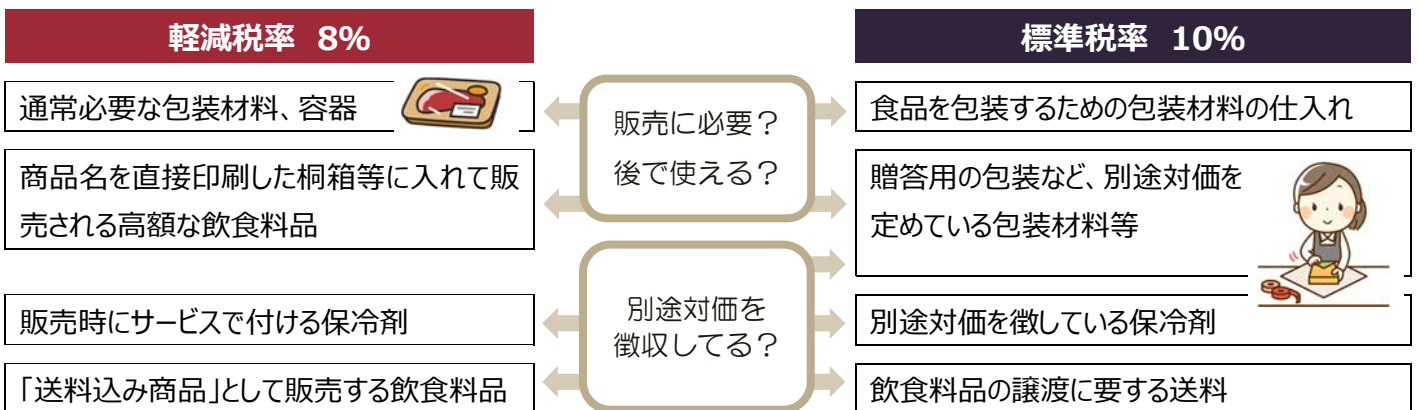 軽減税率 8%
通常必要な包装材料、容器
商品名を直接印刷した桐箱等に入れて販
売される高額な飲食料品
販売時にサービスで付ける保冷剤
「送料込み商品」として販売する飲食料品
販売に必要?
後で使える?
別途対価を
徴収してる?
標準税率 10%
食品を包装するための包装材料の仕入れ
贈答用の包装など、別途対価を
定めている包装材料等
別途対価を徴している保冷剤
飲食料品の譲渡に要する送料